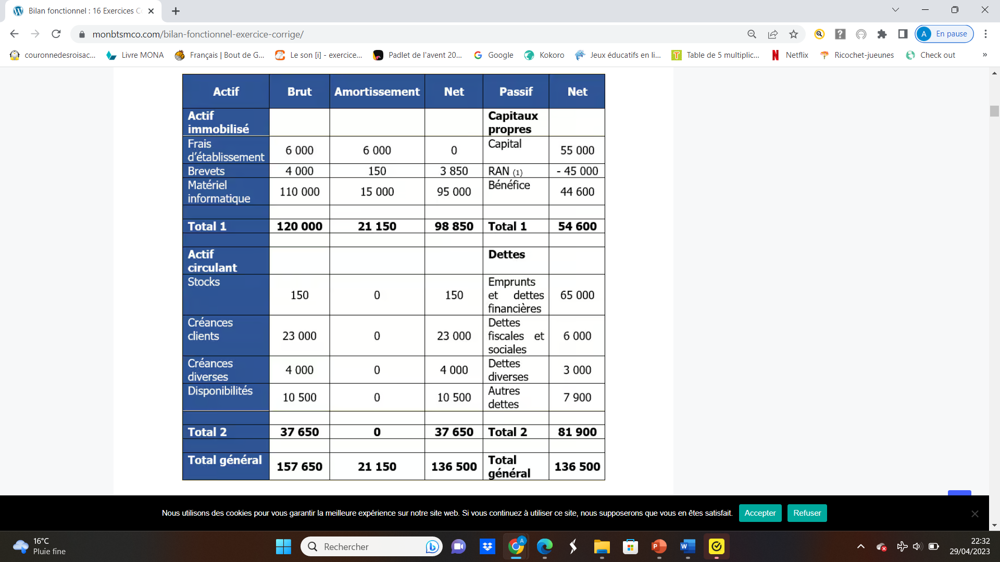 Bilan fonctionnel : 16 Exercices Co
monbtsmco.com/bilan-fonctionnel-exercice-corrige/
A En pause
couronnedesroisac... Livre MONA Français | Bout de G... Le son [i] - exercice... Padlet de l'avent 20... Google Kokoro Jeux éducatifs en li... Table de 5 multiplic... Netflix Ricochet-jueunes Check out »
Actif Brut Amortissement Net Passif Net
Actif immobilisé Capitaux propres
Frais d'établissement 6 000 6 000 0 Capital 55 000
Brevets 4 000 150 3 850 RAN (1) - 45 000
Matériel informatique 110 000 15 000 95 000 Bénéfice 44 600
Total 1 120 000 21 150 98 850 Total 1 54 600
Actif circulant Dettes
Stocks 150 0 150 Emprunts et dettes financières 65 000
Créances clients 23 000 0 23 000 Dettes fiscales et sociales 6 000
Créances diverses 4 000 0 4 000 Dettes diverses 3 000
Disponibilités 10 500 0 10 500 Autres dettes 7 900
Total 2 37 650 0 37 650 Total 2 81 900
Total général 157 650 21 150 136 500 Total général 136 500
Nous utilisons des cookies pour vous garantir la meilleure expérience sur notre site web. Si vous continuez à utiliser ce site, nous supposerons que vous en êtes satisfait. Accepter Refuser
16°C
Pluie fine
Rechercher
22:32
29/04/2023